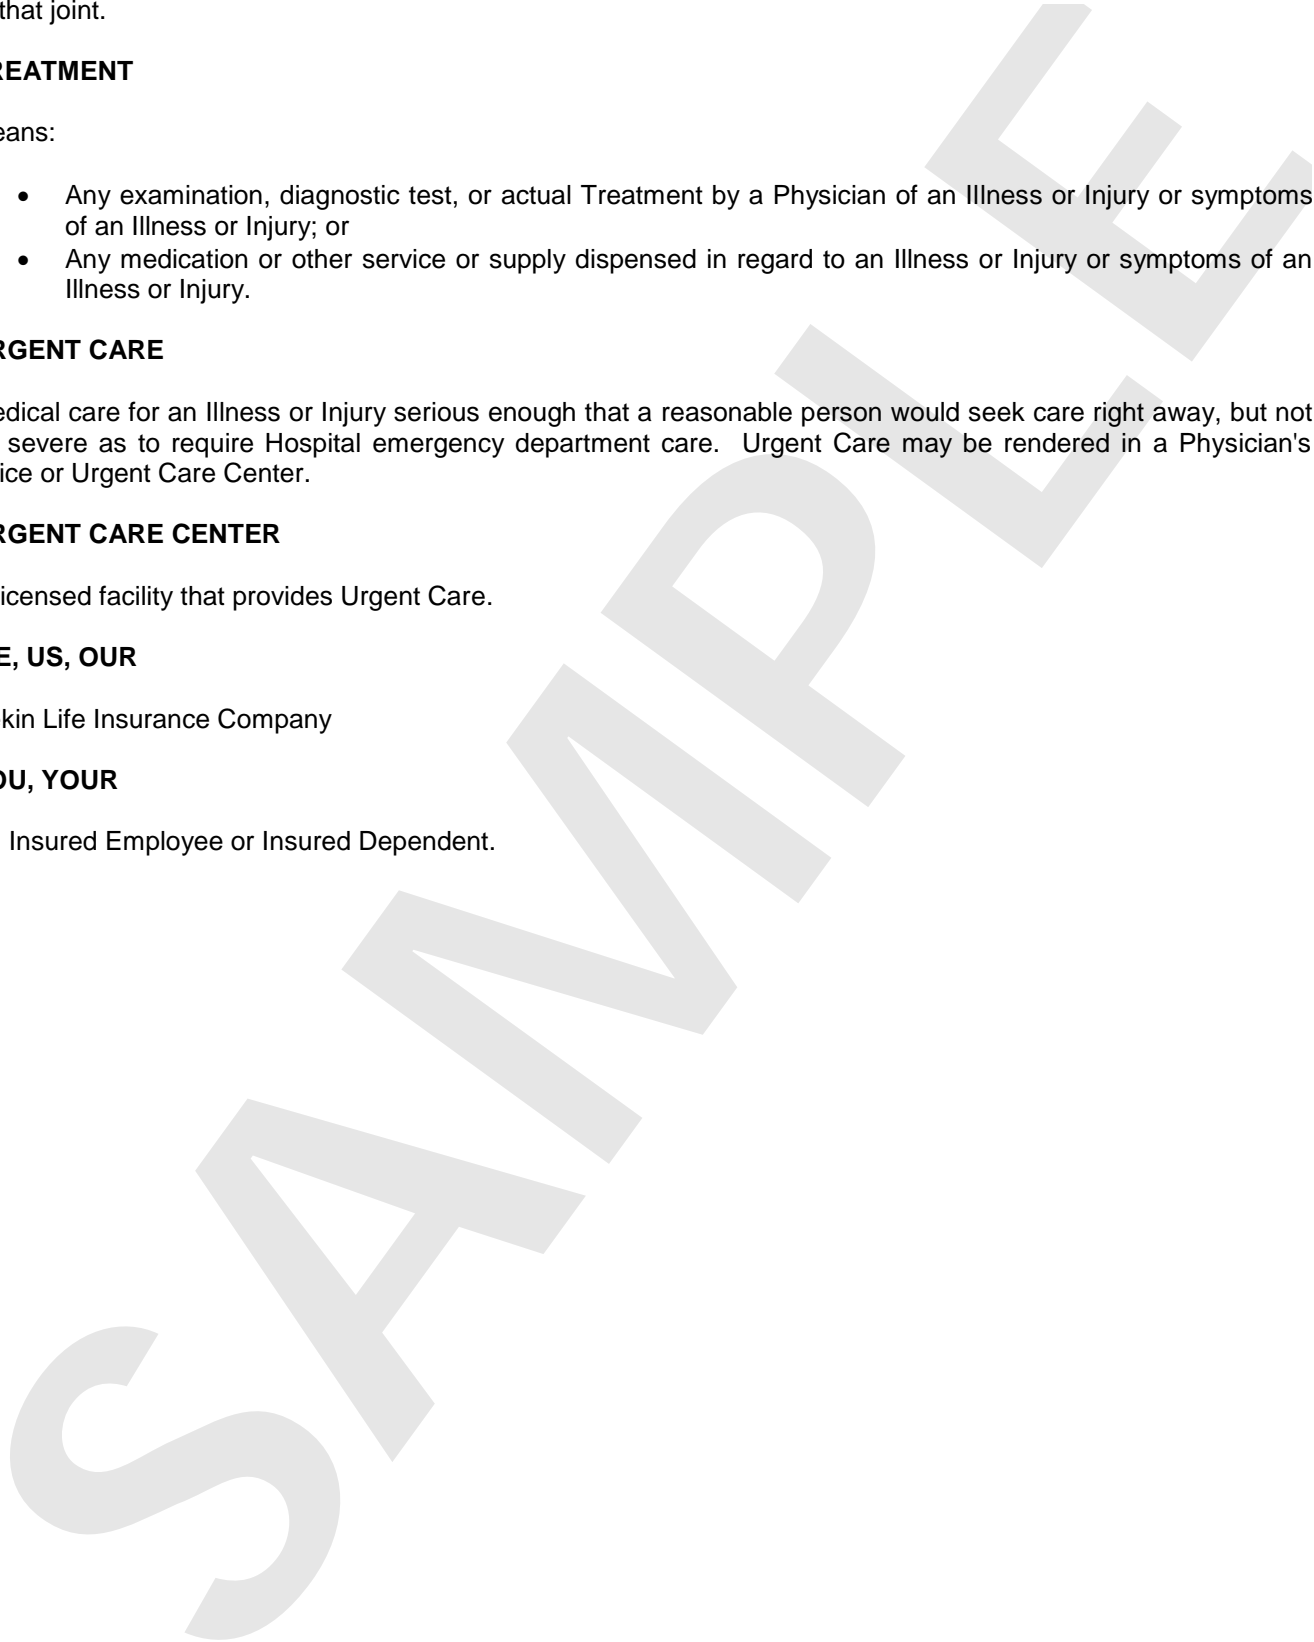 that joint.
REATMENT
eans:
• Any examination, diagnostic test, or actual Treatment by a Physician of an Illness or Injury or symptoms
of an Illness or Injury; or
• Any medication or other service or supply dispensed in regard to an Illness or Injury or symptoms of an
Illness or Injury.
RGENT CARE
edical care for an Illness or Injury serious enough that a reasonable person would seek care right away, but not
severe as to require Hospital emergency department care. Urgent Care may be rendered in a Physician's
ice or Urgent Care Center.
RGENT CARE CENTER
icensed facility that provides Urgent Care.
E, US, OUR
kin Life Insurance Company
OU, YOUR
Insured Employee or Insured Dependent.
SAMPLE